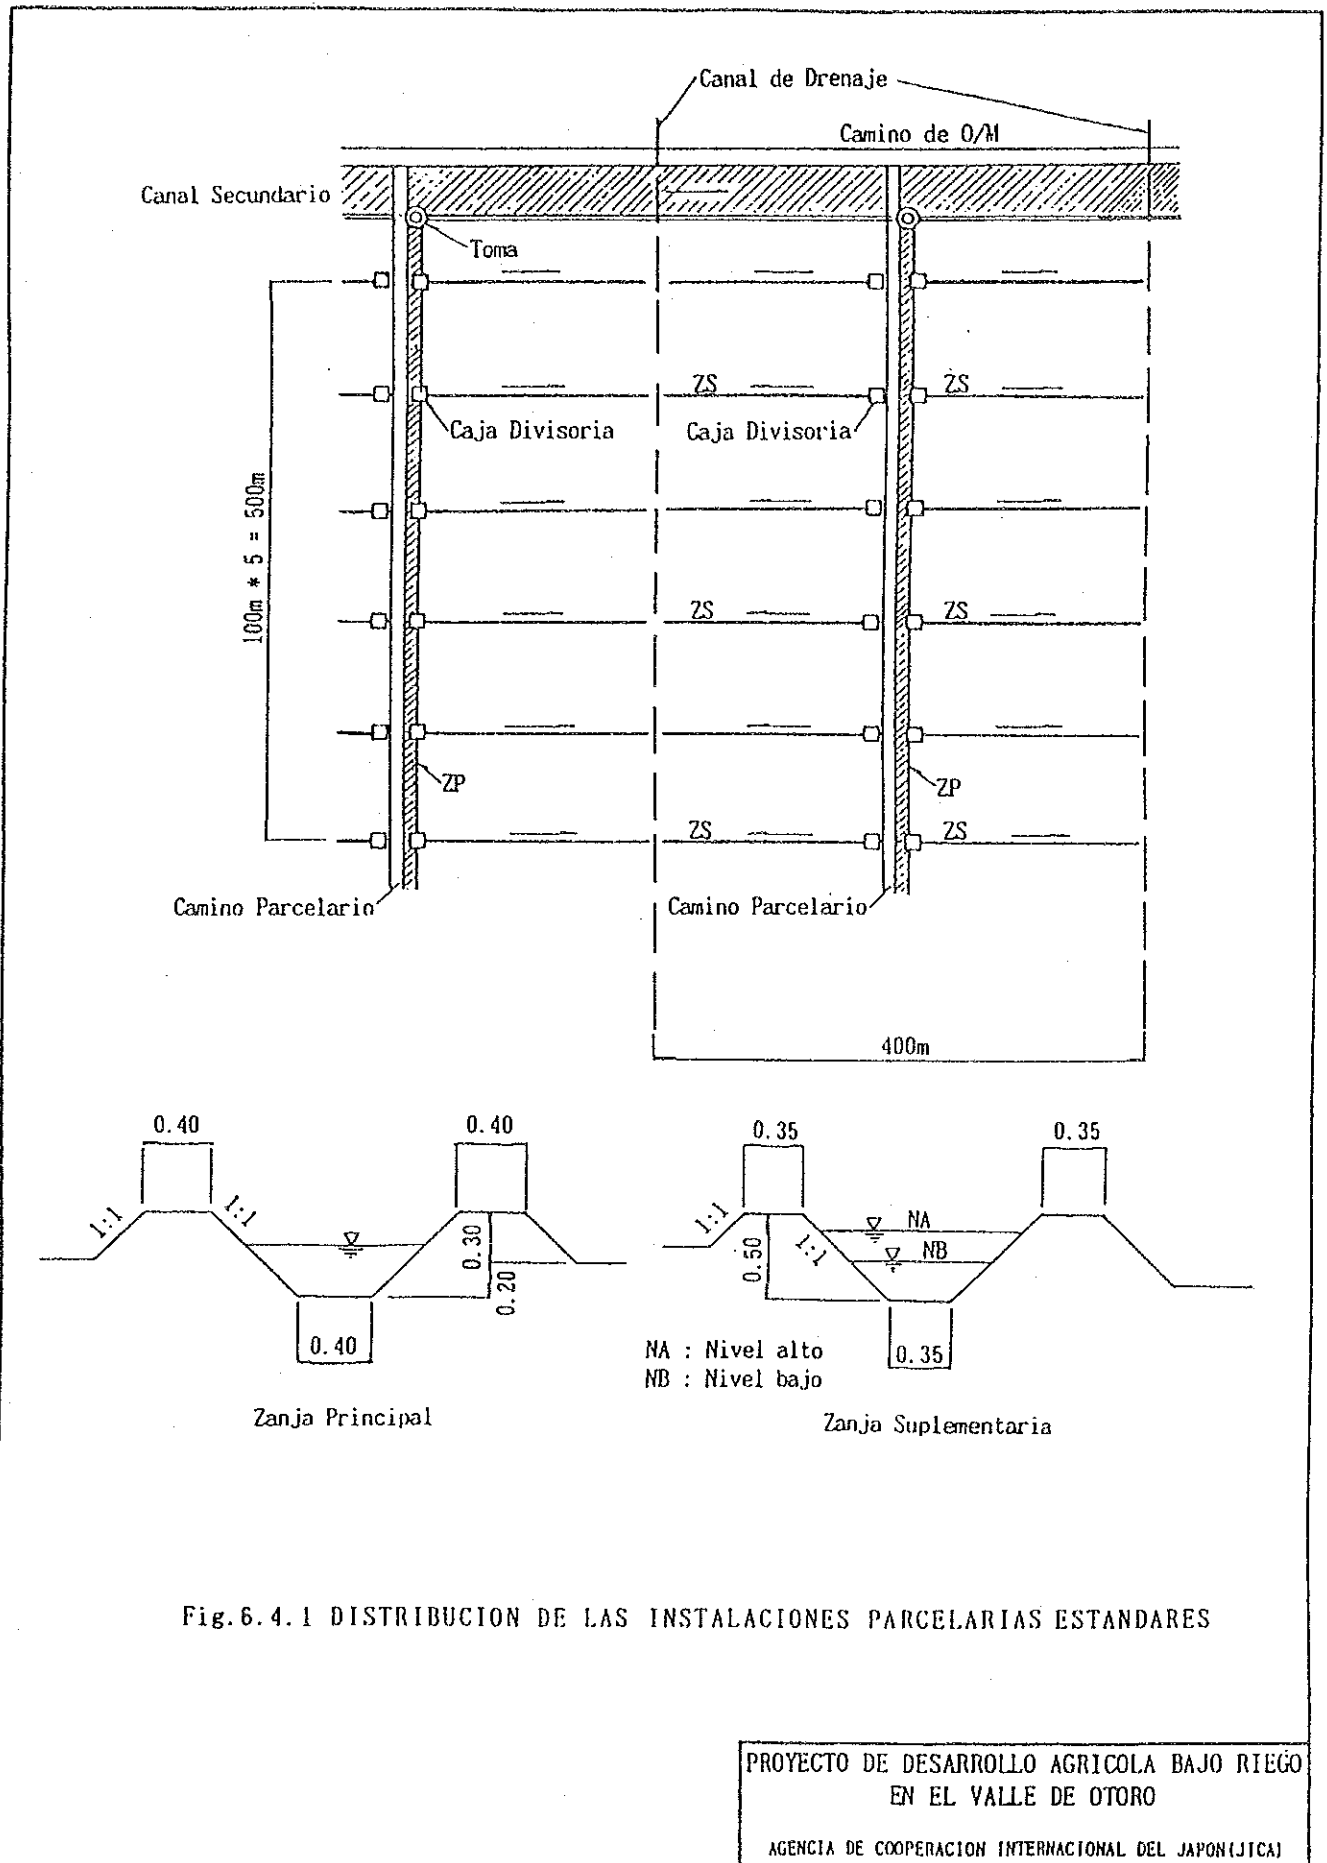 Canal de Drenaje
Camino de O/M
Canal Secundario
Toma
ZS
ZS
Caja Divisoria
Caja Divisoria
100m * 5 = 500m
ZS
ZS
ZP
ZP
ZS
ZS
Camino Parcelario
Camino Parcelario
400m
0.40
0.40
0.35
0.35
1:1
1:1
1:1
1:1
NA
NB
0.30
0.20
0.50
0.40
0.35
NA : Nivel alto
NB : Nivel bajo
Zanja Principal
Zanja Suplementaria
Fig.6.4.1 DISTRIBUCION DE LAS INSTALACIONES PARCELARIAS ESTANDARES
PROYECTO DE DESARROLLO AGRICOLA BAJO RIEGO
EN EL VALLE DE OTORO
AGENCIA DE COOPERACION INTERNACIONAL DEL JAPON(JICA)